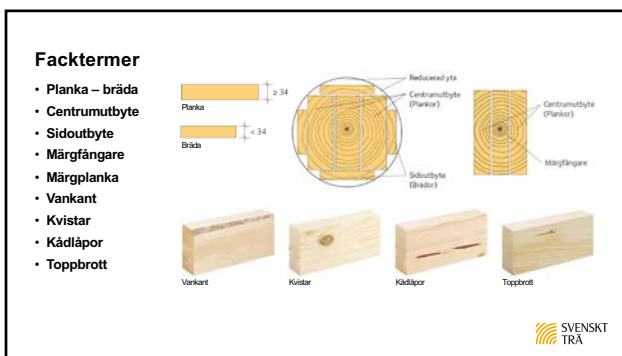 Facktermer
• Planka – bräda
• Centrumutbyte
• Sidoutbyte
• Märgfångare
• Märgplanka
• Vankant
• Kvistar
• Kådlåpor
• Toppbrott
≥ 34
Planka
< 34
Bräda
Reducerad yta
Centrumutbyte
(Plankor)
Sidoutbyte
(Brädor)
Centrumutbyte
(Plankor)
Märgfångare
Vankant
Kvistar
Kådlåpor
Toppbrott
SVENSKT
TRÄ